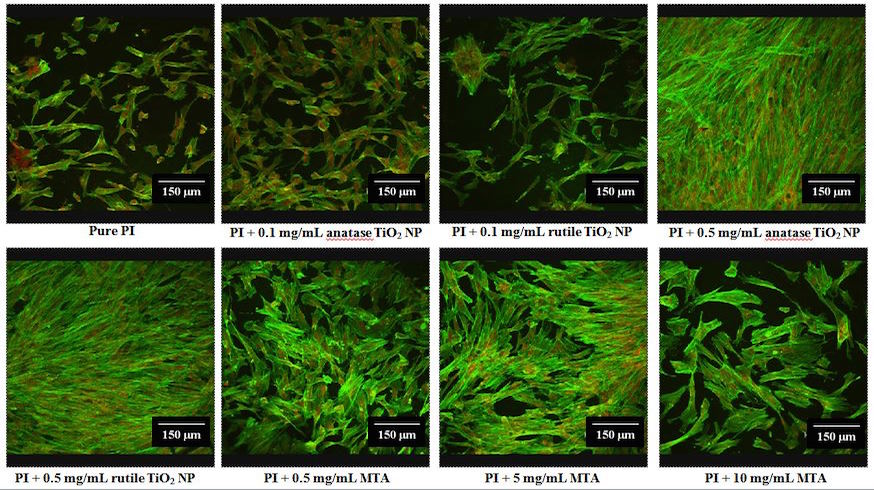 150 µm
150 µm
150 µm
150 µm
Pure PI
PI + 0.1 mg/mL anatase TiO₂ NP
PI + 0.1 mg/mL rutile TiO₂ NP
PI + 0.5 mg/mL anatase TiO₂ NP
150 µm
150 µm
150 µm
150 µm
PI + 0.5 mg/mL rutile TiO₂ NP
PI + 0.5 mg/mL MTA
PI + 5 mg/mL MTA
PI + 10 mg/mL MTA